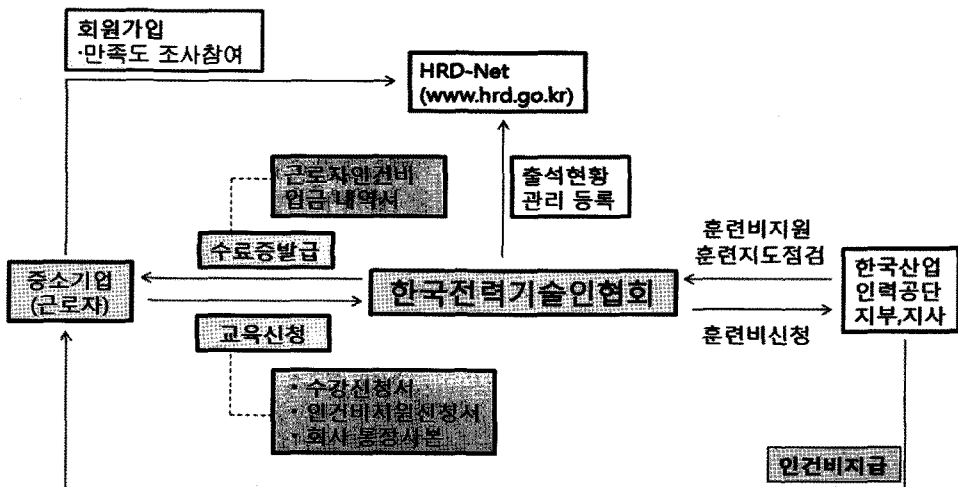 회원가입
·만족도 조사참여
HRD-Net
(www.hrd.go.kr)
근로자인건비
입금 내역서
출석현황
관리 등록
수료증발급
훈련비지원
훈련지도점검
중소기업
(근로자)
한국전력기술인협회
한국산업
인력공단
지부,지사
교육신청
훈련비신청
· 수강신청서
· 인건비지원신청서
- 회사 통장사본
인건비지급